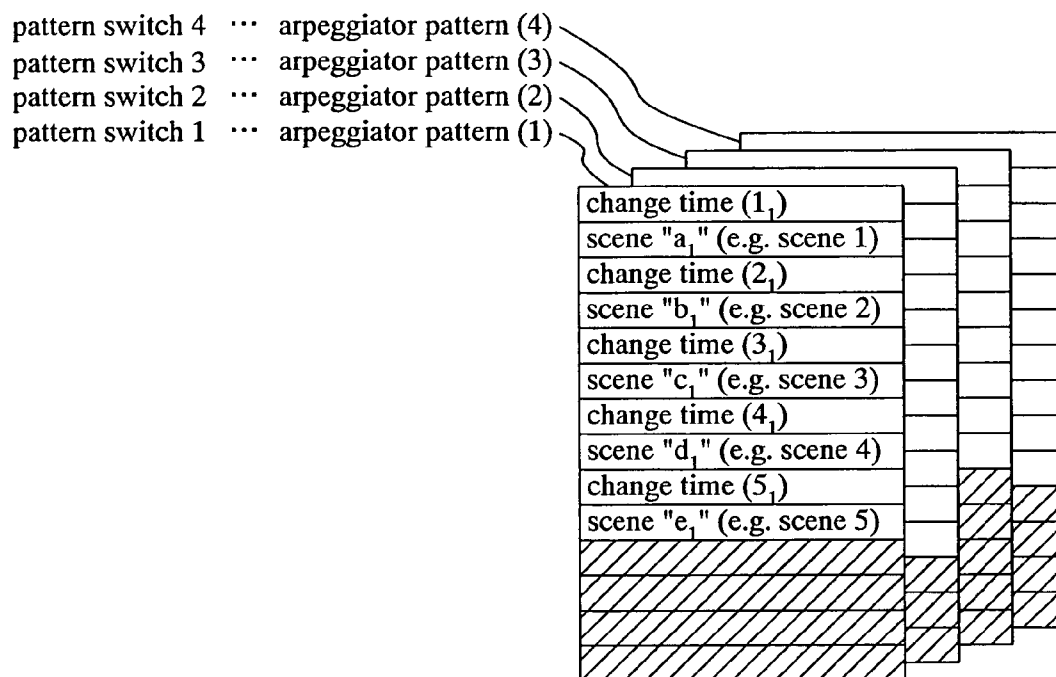 pattern switch 4 ··· arpeggiator pattern (4)
pattern switch 3 ··· arpeggiator pattern (3)
pattern switch 2 ··· arpeggiator pattern (2)
pattern switch 1 ··· arpeggiator pattern (1)
change time (1₁)
scene "a₁" (e.g. scene 1)
change time (2₁)
scene "b₁" (e.g. scene 2)
change time (3₁)
scene "c₁" (e.g. scene 3)
change time (4₁)
scene "d₁" (e.g. scene 4)
change time (5₁)
scene "e₁" (e.g. scene 5)